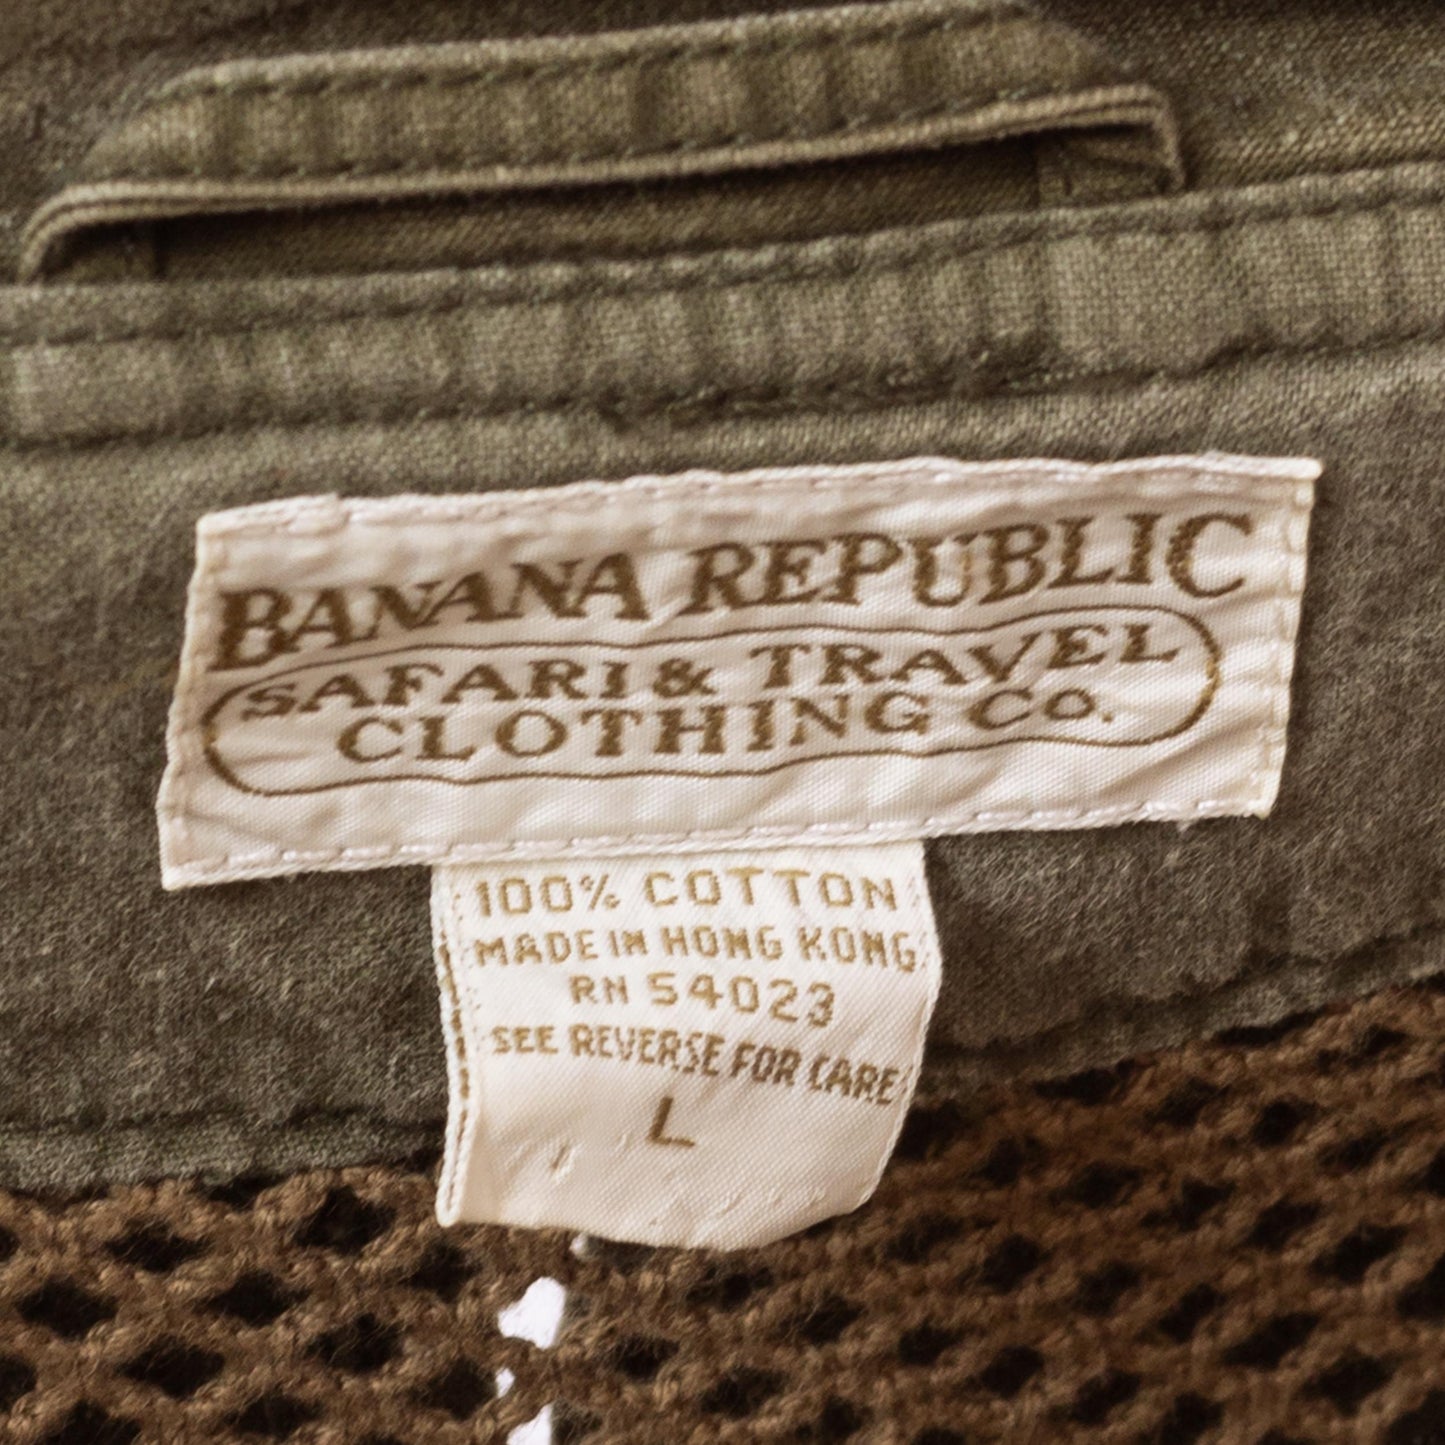 BANANA REPUBLIC
SAFARI & TRAVEL
CLOTHING CO.
100% COTTON
MADE IN HONG KONG
RN 54023
SEE REVERSE FOR CARE
L